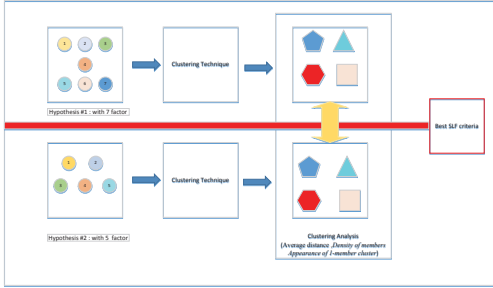 1 2 3
4
5 6 7
Clustering Technique
Hypothesis #1 : with 7 factor
Best SLF criteria
1 2
3 4 5
Clustering Technique
Hypothesis #2 : with 5 factor
Clustering Analysis
(Average distance ,Density of members
Appearance of 1-member cluster)